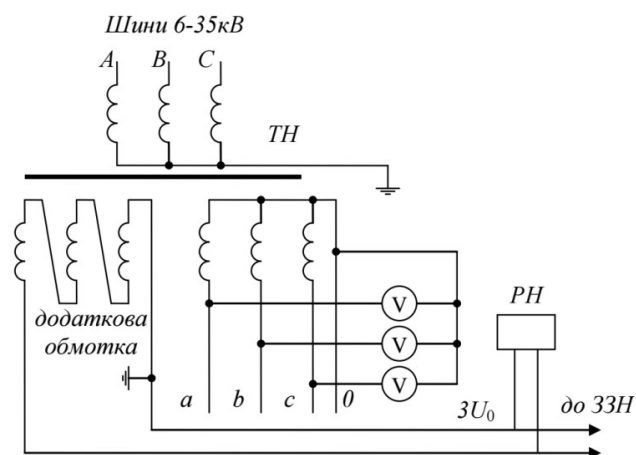 Шини 6-35кВ
A B C
ТН
V
V
V
РН
додаткова
обмотка
a b c 0
3U₀
до ЗЗН